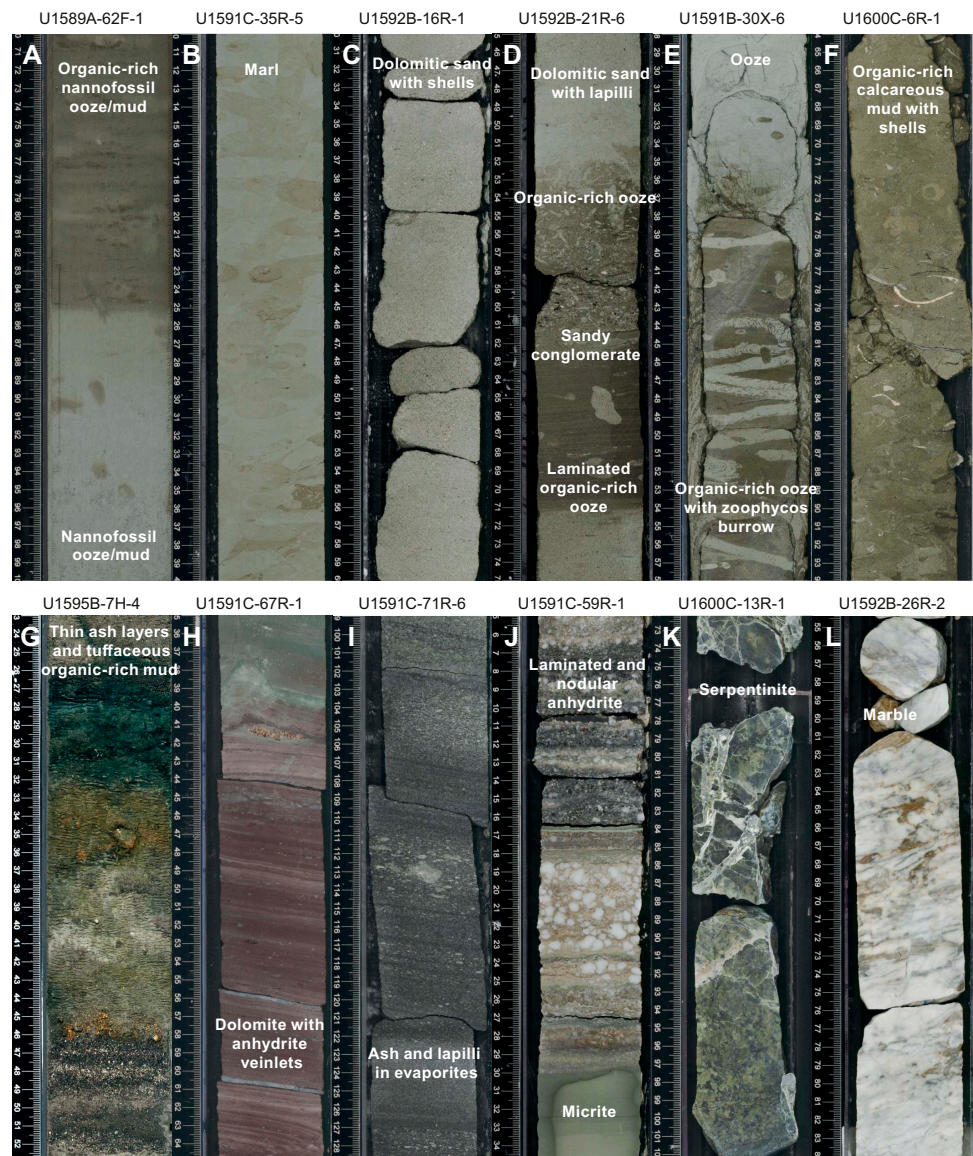 U1589A-62F-1
U1591C-35R-5
U1592B-16R-1
U1592B-21R-6
U1591B-30X-6
U1600C-6R-1
A
Organic-rich
nannofossil
ooze/mud
Nannofossil
ooze/mud
B
Marl
C
Dolomitic sand
with shells
D
Dolomitic sand
with lapilli
Organic-rich ooze
Sandy
conglomerate
Laminated
organic-rich
ooze
E
Ooze
Organic-rich ooze
with zoophycos
burrow
F
Organic-rich
calcareous
mud with
shells
U1595B-7H-4
U1591C-67R-1
U1591C-71R-6
U1591C-59R-1
U1600C-13R-1
U1592B-26R-2
G
Thin ash layers
and tuffaceous
organic-rich mud
H
Dolomite with
anhydrite
veinlets
I
Ash and lapilli
in evaporites
J
Laminated and
nodular
anhydrite
Micrite
K
Serpentinite
L
Marble